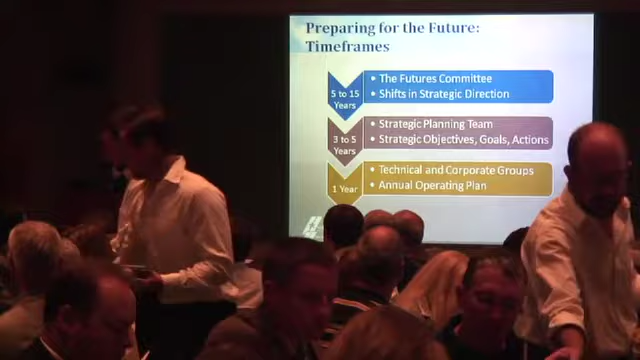 Preparing for the Future:
Timeframes
5 to 15
Years
• The Futures Committee
• Shifts in Strategic Direction
3 to 5
Years
• Strategic Planning Team
• Strategic Objectives, Goals, Actions
1 Year
• Technical and Corporate Groups
• Annual Operating Plan